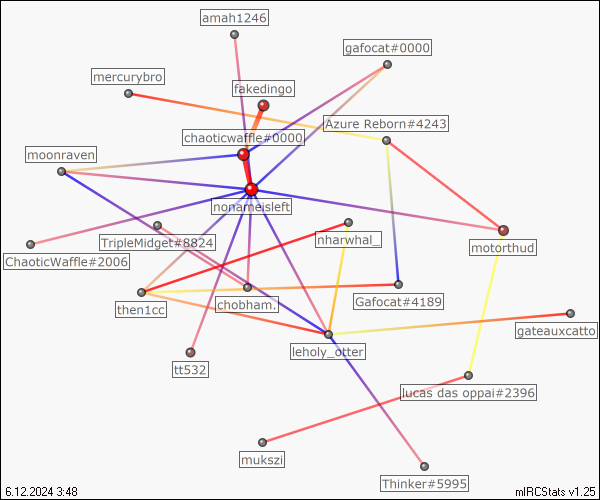 amah1246
gafocat#0000
mercurybro
fakedingo
Azure Reborn#4243
chaoticwaffle#0000
moonraven
nonameisleft
nharwhal_
TripleMidget#8824
motorthud
ChaoticWaffle#2006
then1cc
chobham.
Gafocat#4189
gateauxcatto
leholy_otter
tt532
lucas das oppai#2396
mukszi
Thinker#5995
6.12.2024 3:48
mIRCStats v1.25